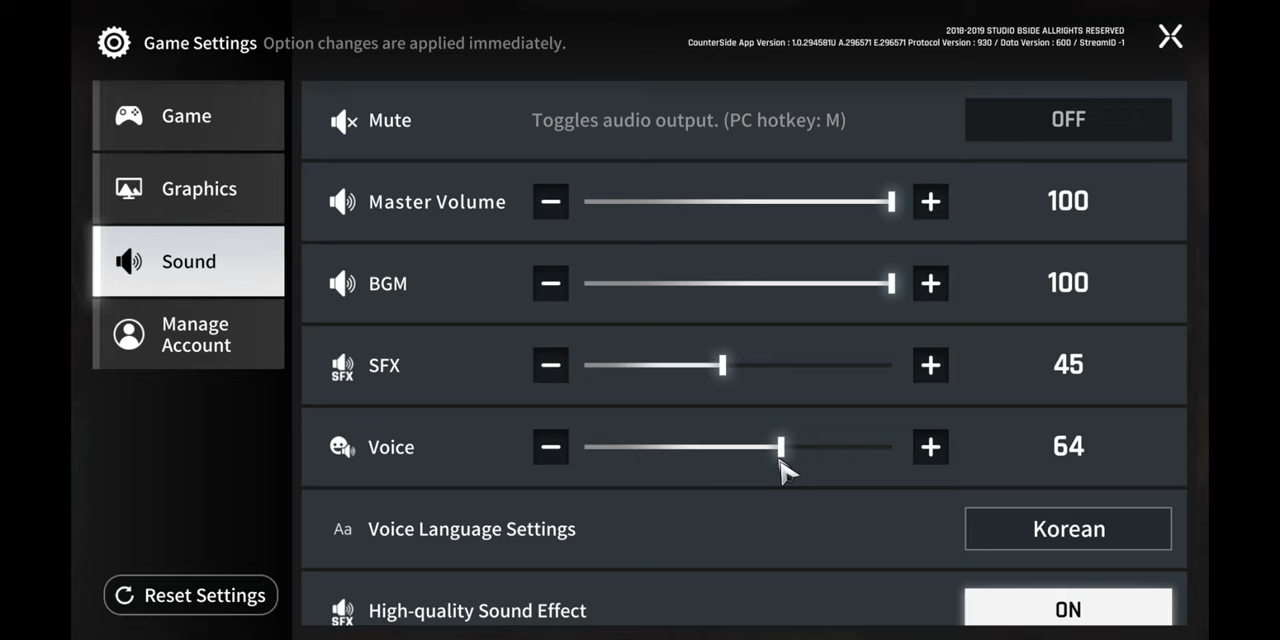 Game Settings Option changes are applied immediately.
2018-2019 STUDIO BSIDE ALLRIGHTS RESERVED
CounterSide App Version : 1.0.294581U A.296571 E.296571 Protocol Version : 930 / Data Version : 600 / StreamID -1
Game
Graphics
Sound
Manage
Account
Reset Settings
Mute Toggles audio output. (PC hotkey: M) OFF
Master Volume 100
BGM 100
SFX SFX 45
Voice 64
Aa Voice Language Settings Korean
SFX High-quality Sound Effect ON